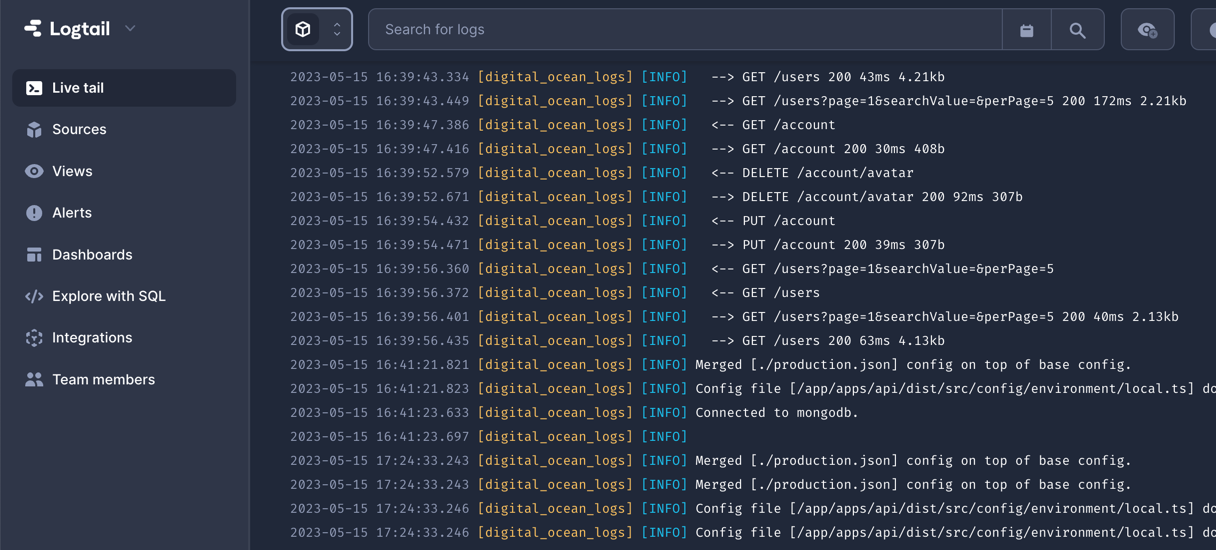 Logtail
Search for logs
Live tail
Sources
Views
Alerts
Dashboards
Explore with SQL
Integrations
Team members
2023-05-15 16:39:43.334 [digital_ocean_logs] [INFO] --> GET /users 200 43ms 4.21kb
2023-05-15 16:39:43.449 [digital_ocean_logs] [INFO] --> GET /users?page=1&searchValue=&perPage=5 200 172ms 2.21kb
2023-05-15 16:39:47.386 [digital_ocean_logs] [INFO] <-- GET /account
2023-05-15 16:39:47.416 [digital_ocean_logs] [INFO] --> GET /account 200 30ms 408b
2023-05-15 16:39:52.579 [digital_ocean_logs] [INFO] <-- DELETE /account/avatar
2023-05-15 16:39:52.671 [digital_ocean_logs] [INFO] --> DELETE /account/avatar 200 92ms 307b
2023-05-15 16:39:54.432 [digital_ocean_logs] [INFO] <-- PUT /account
2023-05-15 16:39:54.471 [digital_ocean_logs] [INFO] --> PUT /account 200 39ms 307b
2023-05-15 16:39:56.360 [digital_ocean_logs] [INFO] <-- GET /users?page=1&searchValue=&perPage=5
2023-05-15 16:39:56.372 [digital_ocean_logs] [INFO] <-- GET /users
2023-05-15 16:39:56.401 [digital_ocean_logs] [INFO] --> GET /users?page=1&searchValue=&perPage=5 200 40ms 2.13kb
2023-05-15 16:39:56.435 [digital_ocean_logs] [INFO] --> GET /users 200 63ms 4.13kb
2023-05-15 16:41:21.821 [digital_ocean_logs] [INFO] Merged [./production.json] config on top of base config.
2023-05-15 16:41:21.823 [digital_ocean_logs] [INFO] Config file [/app/apps/api/dist/src/config/environment/local.ts] do
2023-05-15 16:41:23.633 [digital_ocean_logs] [INFO] Connected to mongodb.
2023-05-15 16:41:23.697 [digital_ocean_logs] [INFO]
2023-05-15 17:24:33.243 [digital_ocean_logs] [INFO] Merged [./production.json] config on top of base config.
2023-05-15 17:24:33.243 [digital_ocean_logs] [INFO] Merged [./production.json] config on top of base config.
2023-05-15 17:24:33.246 [digital_ocean_logs] [INFO] Config file [/app/apps/api/dist/src/config/environment/local.ts] do
2023-05-15 17:24:33.246 [digital_ocean_logs] [INFO] Config file [/app/apps/api/dist/src/config/environment/local.ts] do